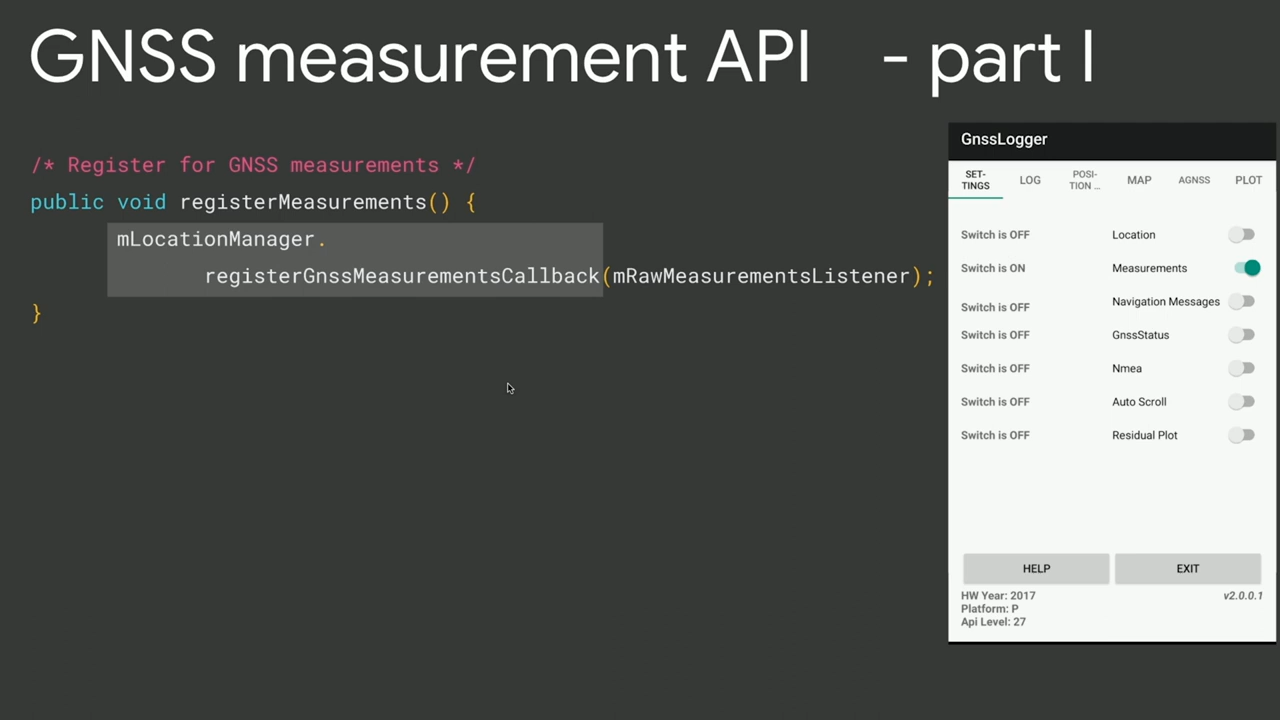 GNSS measurement API - part I
/* Register for GNSS measurements */
public void registerMeasurements() {
mLocationManager.
registerGnssMeasurementsCallback(mRawMeasurementsListener);
}
GnssLogger
SET-
TINGS
LOG
POSI-
TION ...
MAP
AGNSS
PLOT
Switch is OFF Location
Switch is ON Measurements
Switch is OFF Navigation Messages
Switch is OFF GnssStatus
Switch is OFF Nmea
Switch is OFF Auto Scroll
Switch is OFF Residual Plot
HELP EXIT
HW Year: 2017 v2.0.0.1
Platform: P
Api Level: 27